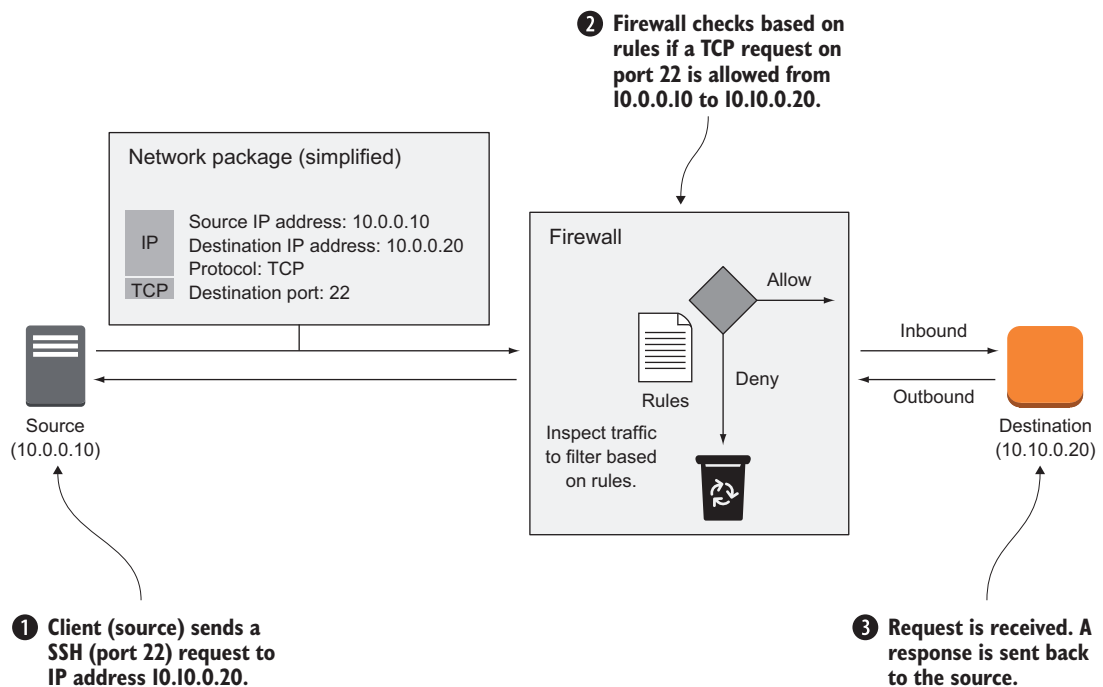 ❷ Firewall checks based on
rules if a TCP request on
port 22 is allowed from
10.0.0.10 to 10.10.0.20.
Network package (simplified)
IP
Source IP address: 10.0.0.10
Destination IP address: 10.0.0.20
Protocol: TCP
TCP
Destination port: 22
Firewall
Allow
Deny
Rules
Inspect traffic
to filter based
on rules.
Inbound
Outbound
Source
(10.0.0.10)
Destination
(10.10.0.20)
❶ Client (source) sends a
SSH (port 22) request to
IP address 10.10.0.20.
❸ Request is received. A
response is sent back
to the source.